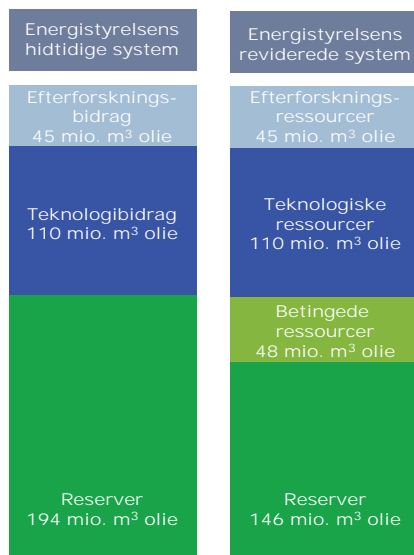 Energistyrelsens
hidtidige system
Efterforsknings-
bidrag
45 mio. m³ olie
Teknologibidrag
110 mio. m³ olie
Reserver
194 mio. m³ olie
Energistyrelsens
reviderede system
Efterforsknings-
ressourcer
45 mio. m³ olie
Teknologiske
ressourcer
110 mio. m³ olie
Betingede
ressourcer
48 mio. m³ olie
Reserver
146 mio. m³ olie